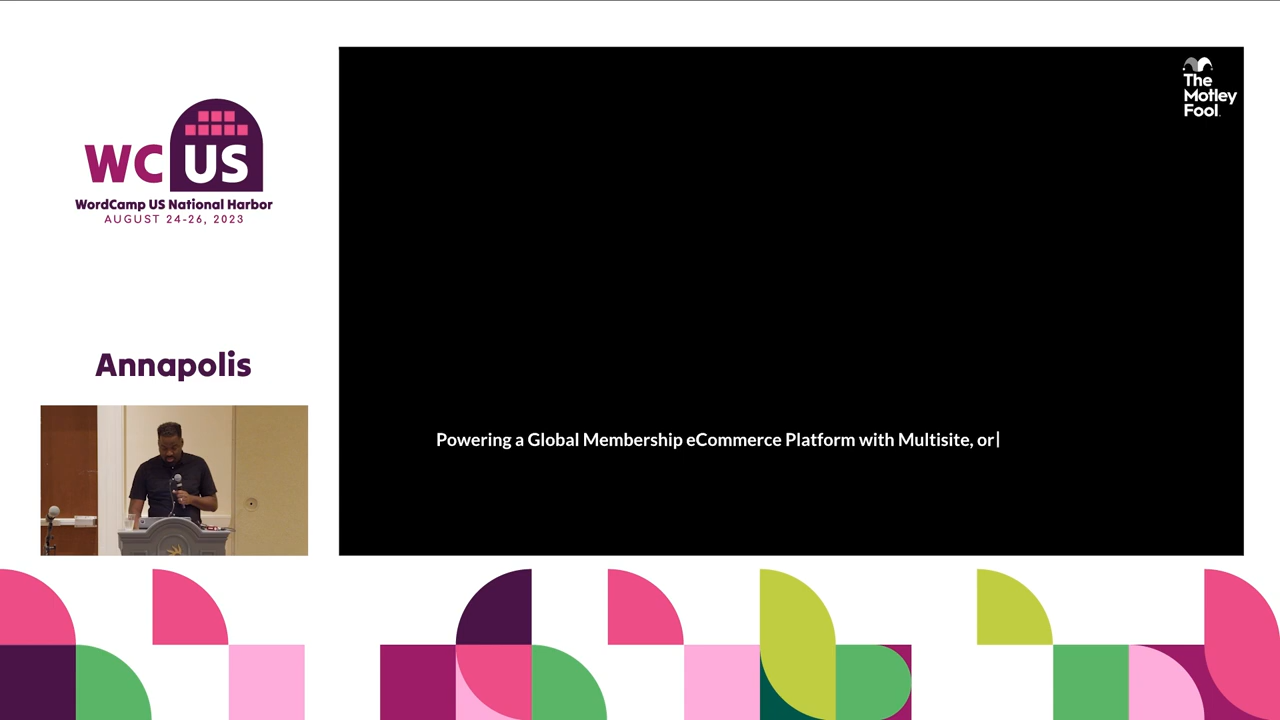 WC US
WordCamp US National Harbor
AUGUST 24-26, 2023
Annapolis
The
Motley
Fool.
Powering a Global Membership eCommerce Platform with Multisite, or